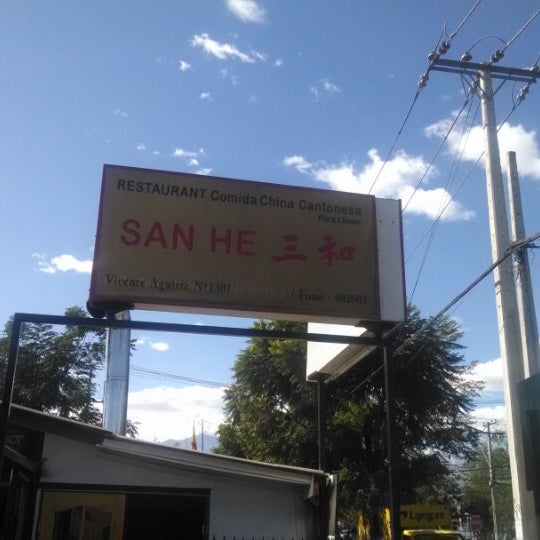 RESTAURANT Comida China Cantonesa
Para Llevar
SAN HE 三和
Vicente Aguirre Nº1301 / Fono: 402001
Lipigas